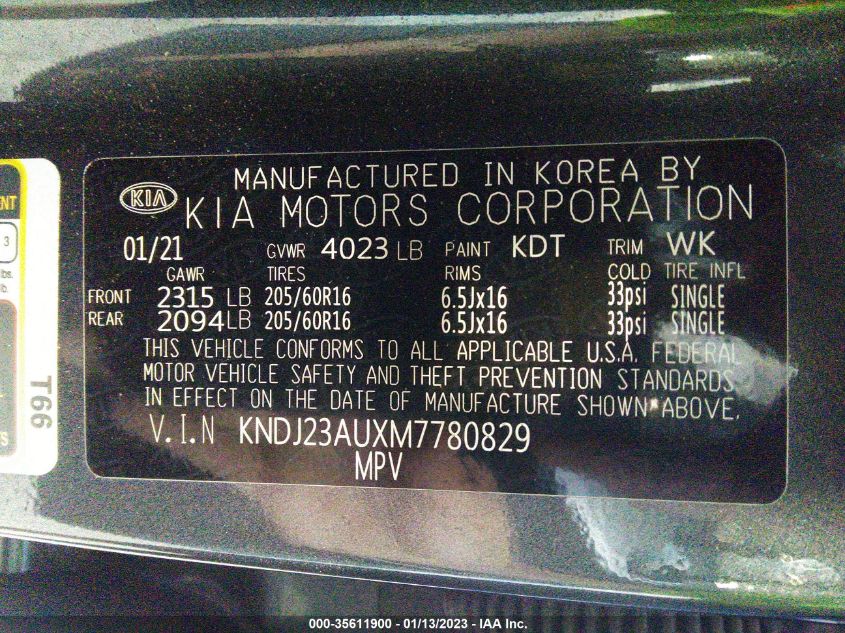 MANUFACTURED IN KOREA BY
KIA KIA MOTORS CORPORATION
01/21 GVWR 4023 LB PAINT KDT TRIM WK
GAWR TIRES RIMS COLD TIRE INFL
FRONT 2315 LB 205/60R16 6.5Jx16 33psi SINGLE
REAR 2094 LB 205/60R16 6.5Jx16 33psi SINGLE
THIS VEHICLE CONFORMS TO ALL APPLICABLE U.S.A. FEDERAL
MOTOR VEHICLE SAFETY AND THEFT PREVENTION STANDARDS
IN EFFECT ON THE DATE OF MANUFACTURE SHOWN ABOVE.
V.I.N KNDJ23AUXM7780829
MPV
3
lbs.
T66
000-35611900 - 01/13/2023 - IAA Inc.